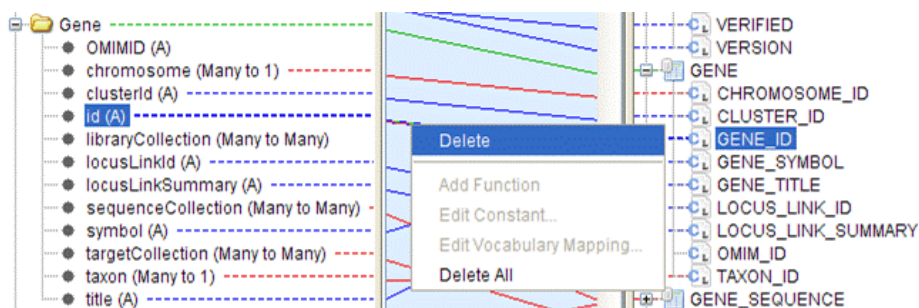 Gene
OMIMID (A)
chromosome (Many to 1)
clusterId (A)
id (A)
libraryCollection (Many to Many)
locusLinkId (A)
locusLinkSummary (A)
sequenceCollection (Many to Many)
symbol (A)
targetCollection (Many to Many)
taxon (Many to 1)
title (A)
Delete
Add Function
Edit Constant...
Edit Vocabulary Mapping...
Delete All
VERIFIED
VERSION
GENE
CHROMOSOME_ID
CLUSTER_ID
GENE_ID
GENE_SYMBOL
GENE_TITLE
LOCUS_LINK_ID
LOCUS_LINK_SUMMARY
OMIM_ID
TAXON_ID
GENE_SEQUENCE